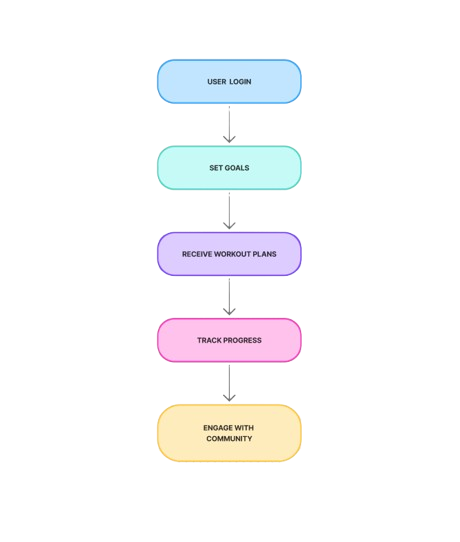 USER LOGIN
SET GOALS
RECEIVE WORKOUT PLANS
TRACK PROGRESS
ENGAGE WITH
COMMUNITY